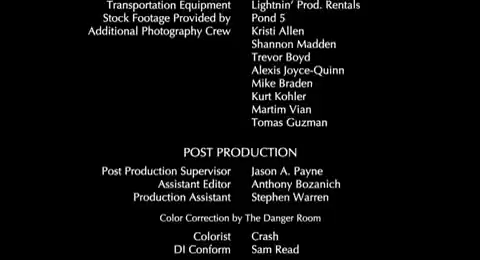 Transportation Equipment Lightnin' Prod. Rentals
Stock Footage Provided by Pond 5
Additional Photography Crew Kristi Allen
Shannon Madden
Trevor Boyd
Alexis Joyce-Quinn
Mike Braden
Kurt Kohler
Martim Vian
Tomas Guzman
POST PRODUCTION
Post Production Supervisor Jason A. Payne
Assistant Editor Anthony Bozanich
Production Assistant Stephen Warren
Color Correction by The Danger Room
Colorist Crash
DI Conform Sam Read